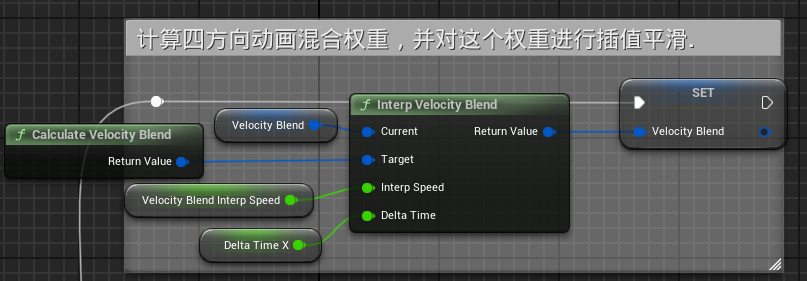 计算四方向动画混合权重，并对这个权重进行插值平滑.
Calculate Velocity Blend
Return Value
Velocity Blend
Velocity Blend Interp Speed
Delta Time X
Interp Velocity Blend
Current
Return Value
Target
Interp Speed
Delta Time
SET
Velocity Blend